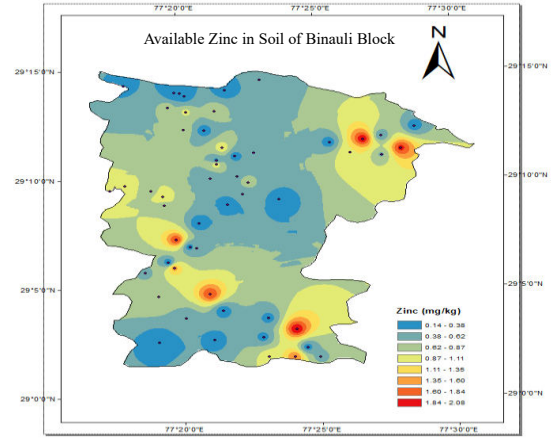 77°20'0"E 77°25'0"E 77°30'0"E
Available Zinc in Soil of Binauli Block
N
29°15'0"N 29°15'0"N
29°10'0"N 29°10'0"N
29°5'0"N 29°5'0"N
29°0'0"N 29°0'0"N
Zinc (mg/kg)
0.14 - 0.38
0.38 - 0.62
0.62 - 0.87
0.87 - 1.11
1.11 - 1.35
1.35 - 1.60
1.60 - 1.84
1.84 - 2.08
77°20'0"E 77°25'0"E 77°30'0"E